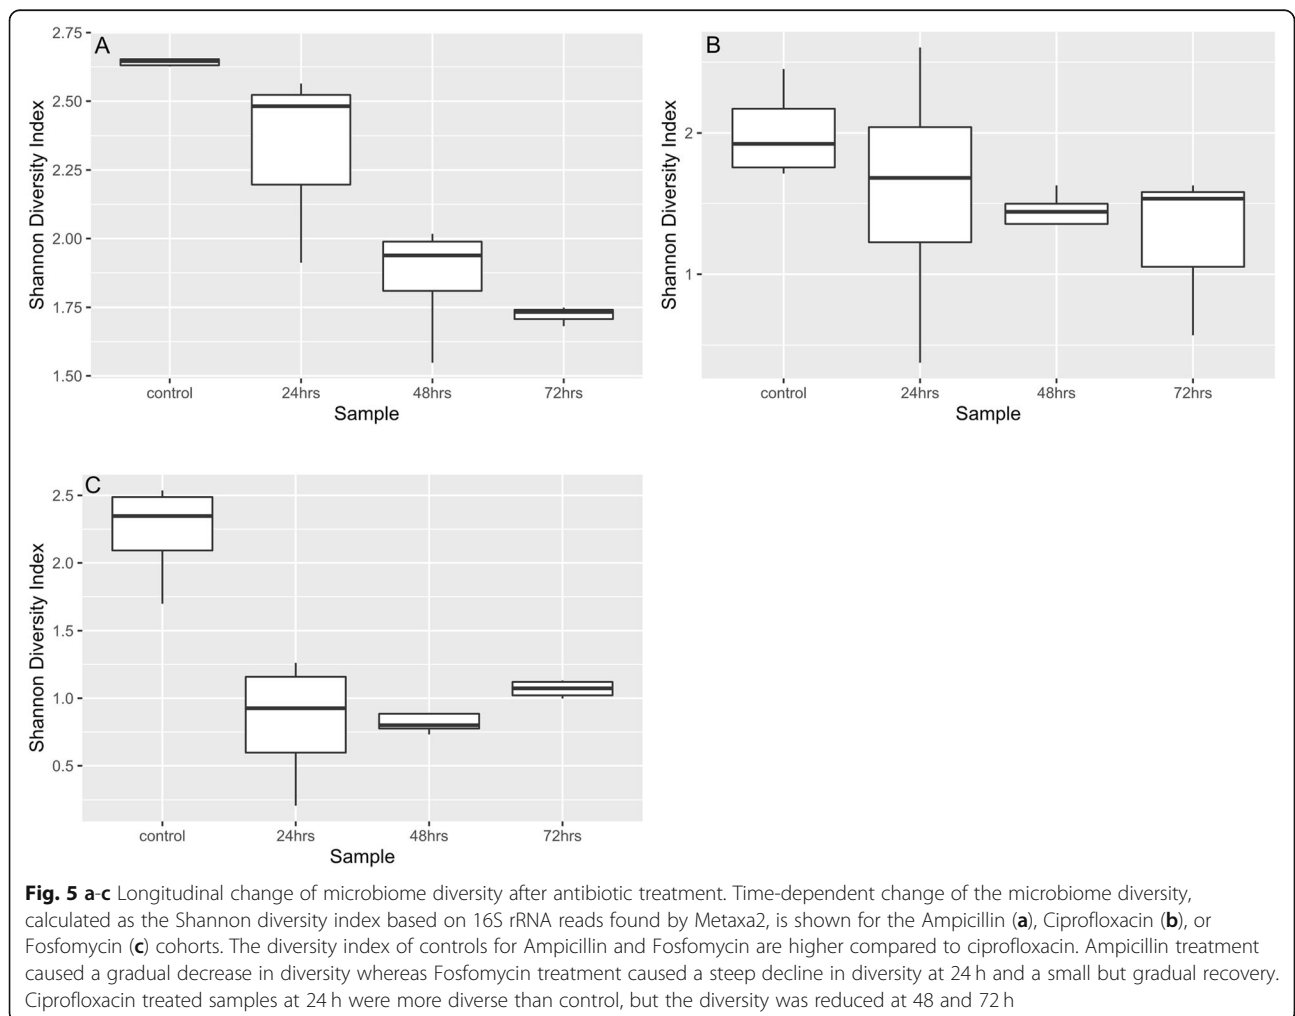 A
2.75
2.50
2.25
2.00
1.75
1.50
Shannon Diversity Index
control 24hrs 48hrs 72hrs
Sample
B
2
1
Shannon Diversity Index
control 24hrs 48hrs 72hrs
Sample
C
2.5
2.0
1.5
1.0
0.5
Shannon Diversity Index
control 24hrs 48hrs 72hrs
Sample
Fig. 5 a-c Longitudinal change of microbiome diversity after antibiotic treatment. Time-dependent change of the microbiome diversity,
calculated as the Shannon diversity index based on 16S rRNA reads found by Metaxa2, is shown for the Ampicillin (a), Ciprofloxacin (b), or
Fosfomycin (c) cohorts. The diversity index of controls for Ampicillin and Fosfomycin are higher compared to ciprofloxacin. Ampicillin treatment
caused a gradual decrease in diversity whereas Fosfomycin treatment caused a steep decline in diversity at 24 h and a small but gradual recovery.
Ciprofloxacin treated samples at 24 h were more diverse than control, but the diversity was reduced at 48 and 72 h